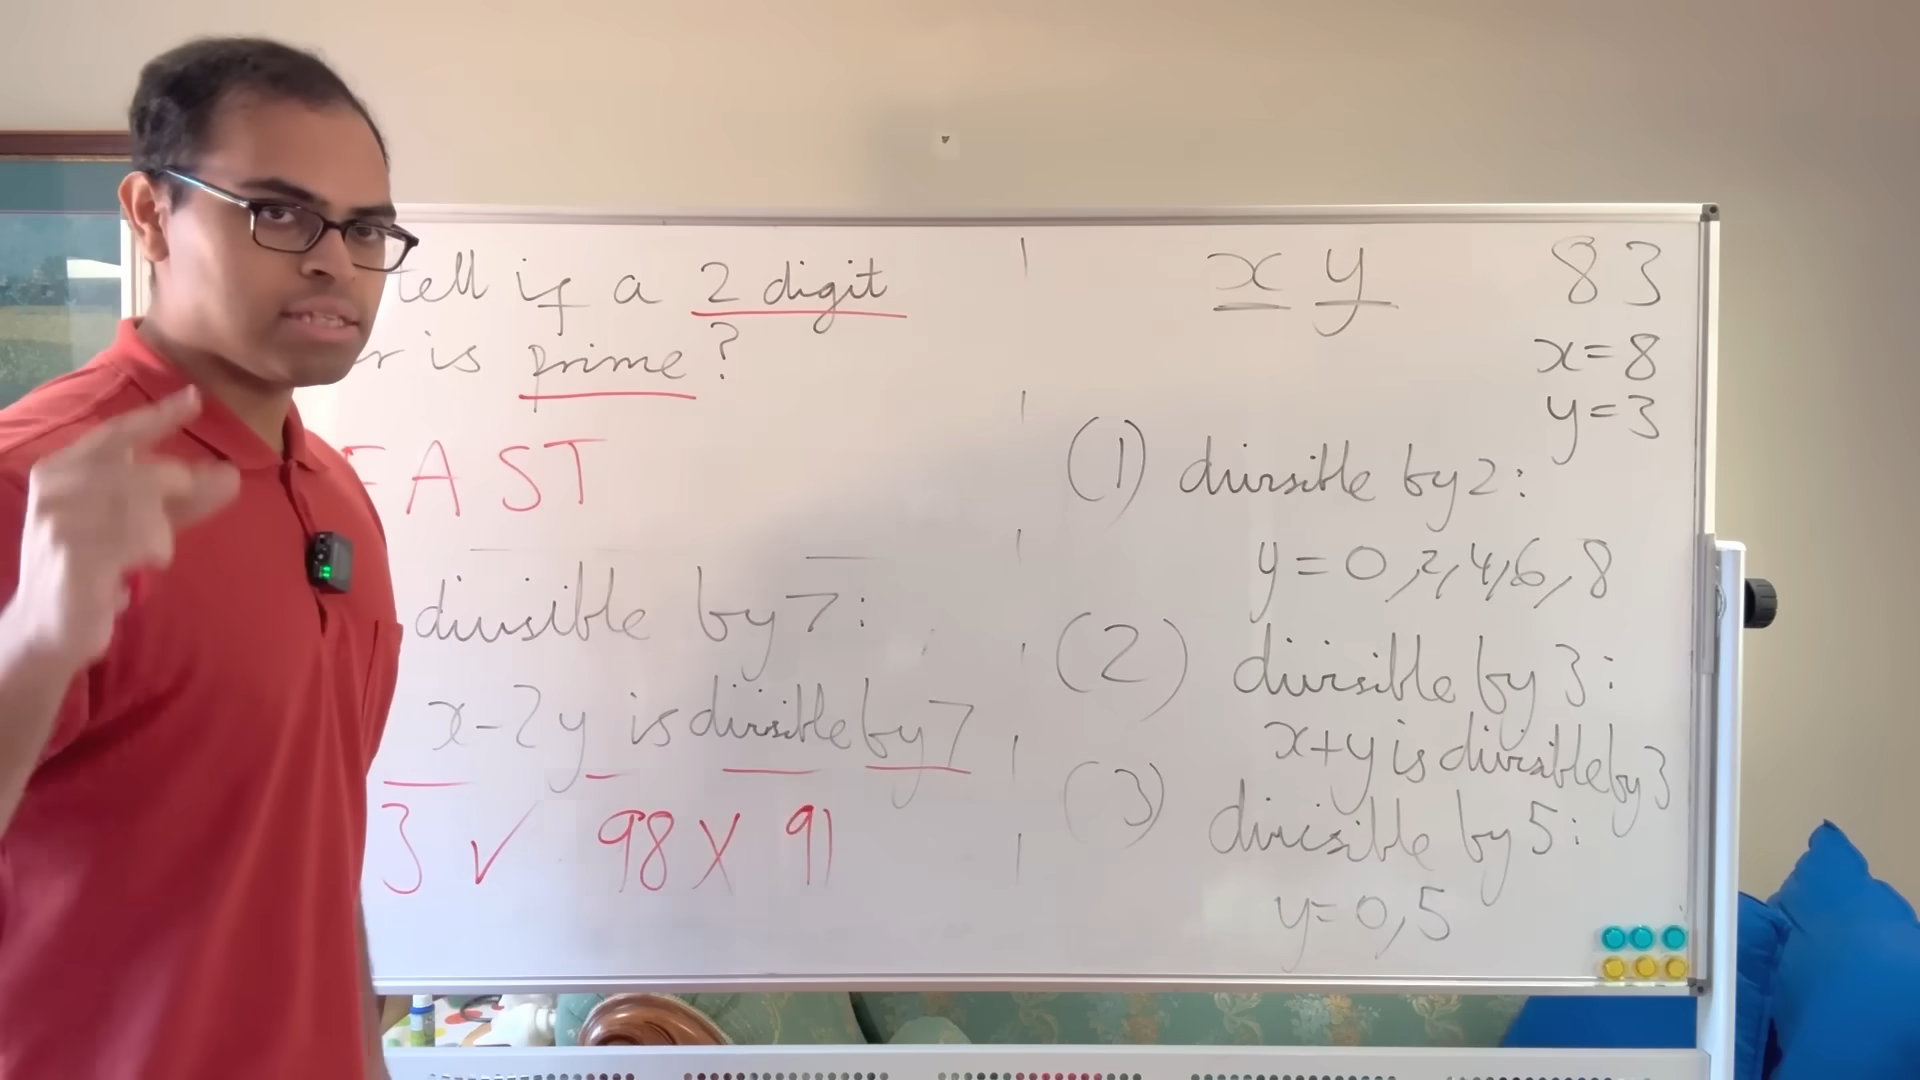 tell if a 2 digit
r is prime?
FAST
divisible by 7:
x-2y is divisible by 7
3 ✓ 98 X 91
x y
83
x=8
y=3
(1) divisible by 2:
y=0,2,4,6,8
(2) divisible by 3:
x+y is divisible by 3
(3) divisible by 5:
y=0,5